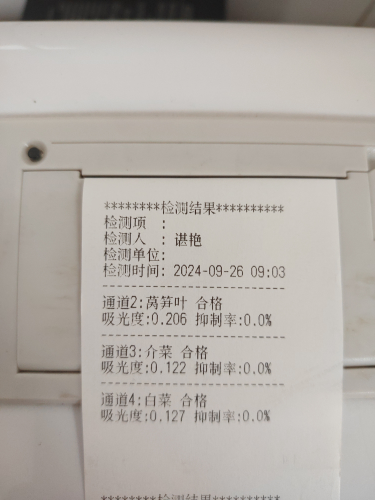 ********检测结果**********
检测项  :
检测人  : 谌艳
检测单位:
检测时间: 2024-09-26 09:03
------------------------
通道2:莴笋叶 合格
吸光度:0.206 抑制率:0.0%
------------------------
通道3:介菜 合格
吸光度:0.122 抑制率:0.0%
------------------------
通道4:白菜 合格
吸光度:0.127 抑制率:0.0%
********检测结果**********